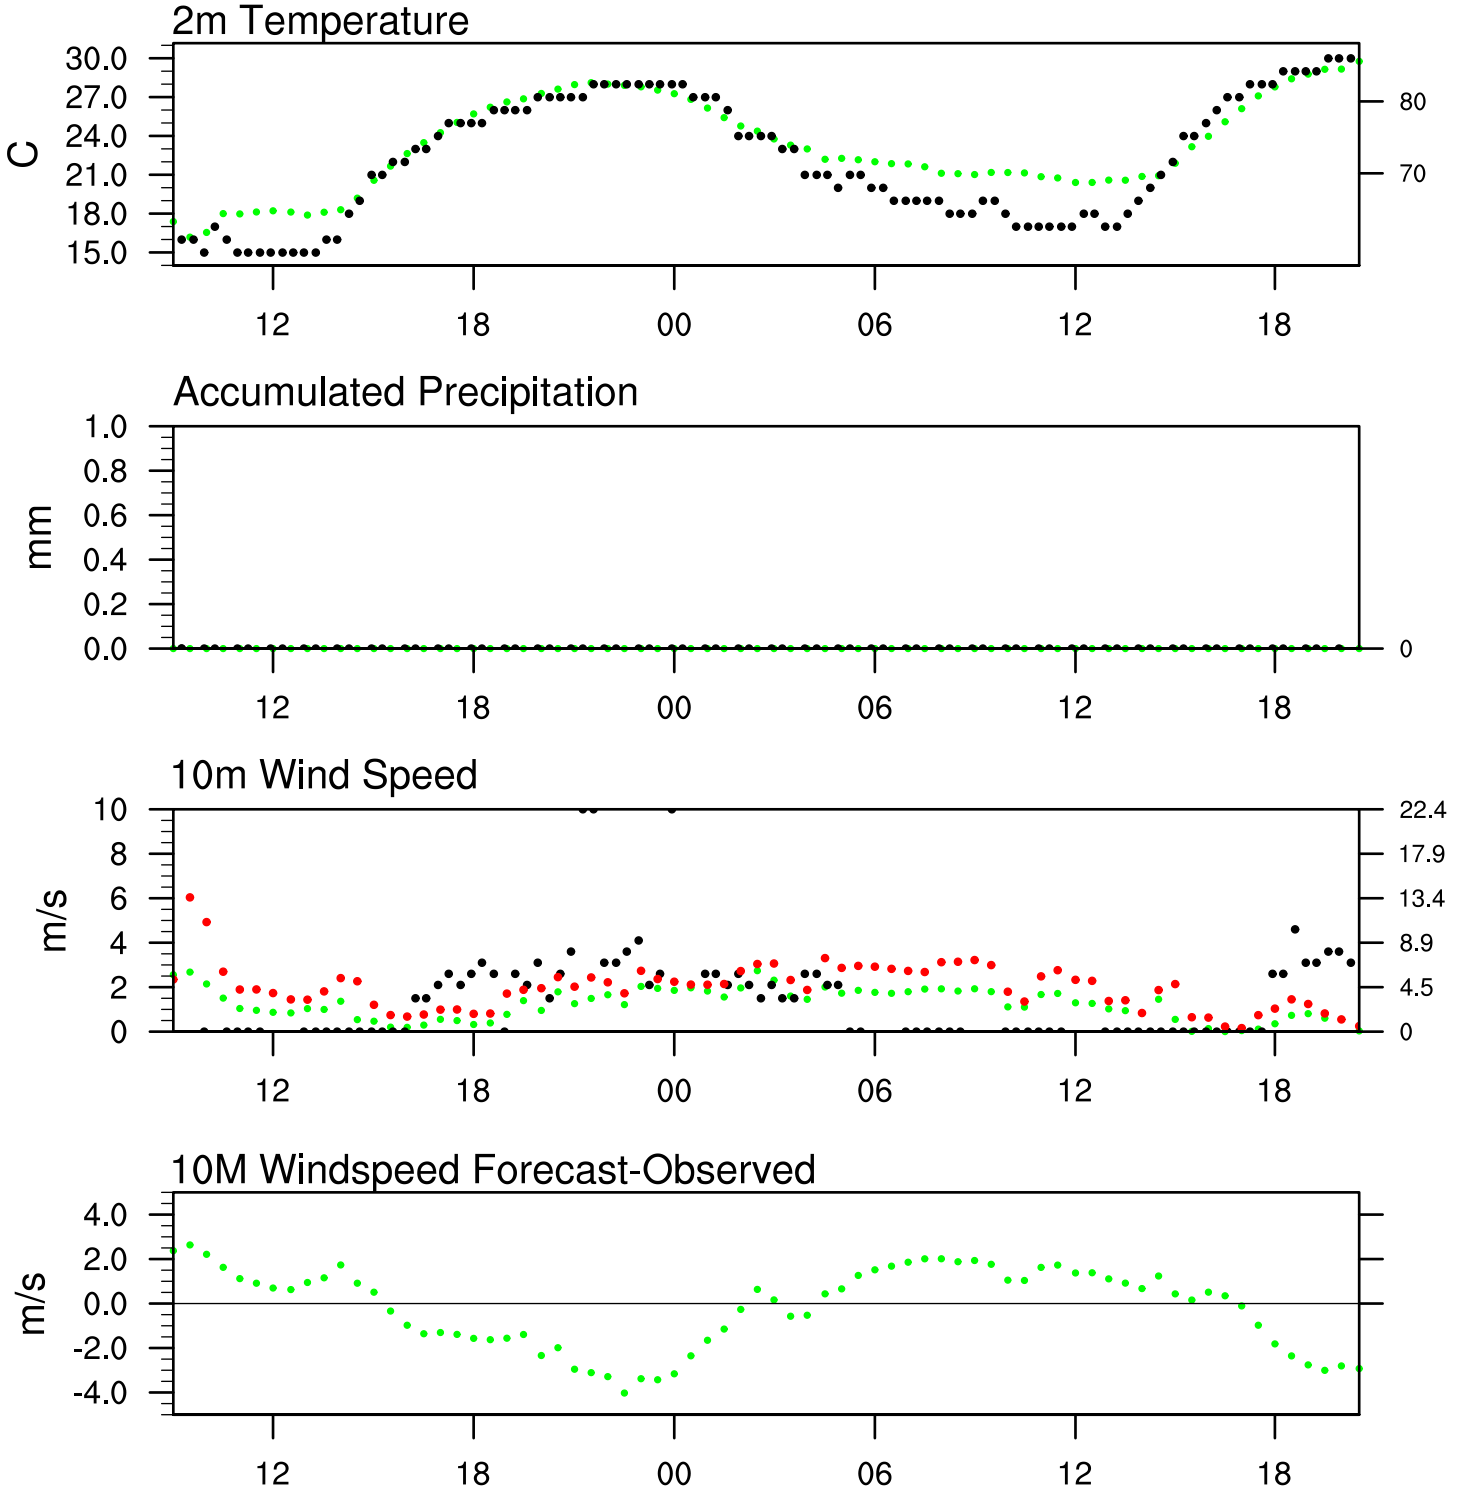 2m Temperature
30.0
27.0
80
24.0
C
21.0
70
18.0
15.0
12 18 00 06 12 18
Accumulated Precipitation
1.0
0.8
0.6
mm
0.4
0.2
0.0 0
12 18 00 06 12 18
10m Wind Speed
10 22.4
8 17.9
6 13.4
m/s
4 8.9
2 4.5
0 0
12 18 00 06 12 18
10M Windspeed Forecast-Observed
4.0
2.0
m/s
0.0
-2.0
-4.0
12 18 00 06 12 18